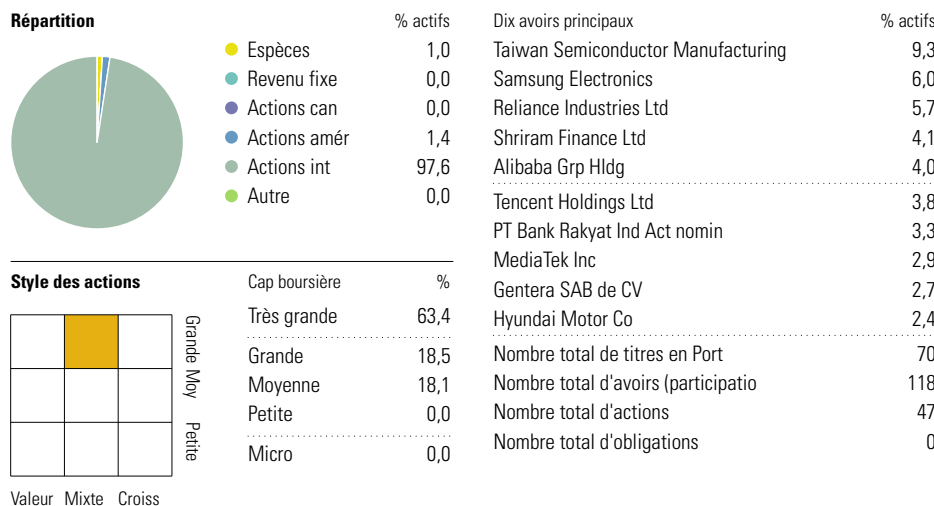 Répartition % actifs
Espèces 1,0
Revenu fixe 0,0
Actions can 0,0
Actions amér 1,4
Actions int 97,6
Autre 0,0
Style des actions
Grande Moy Petite
Valeur Mixte Croiss
Cap boursière %
Très grande 63,4
Grande 18,5
Moyenne 18,1
Petite 0,0
Micro 0,0
Dix avoirs principaux % actifs
Taiwan Semiconductor Manufacturing 9,3
Samsung Electronics 6,0
Reliance Industries Ltd 5,7
Shriram Finance Ltd 4,1
Alibaba Grp Hldg 4,0
Tencent Holdings Ltd 3,8
PT Bank Rakyat Ind Act nomin 3,3
MediaTek Inc 2,9
Gentera SAB de CV 2,7
Hyundai Motor Co 2,4
Nombre total de titres en Port 70
Nombre total d'avoirs (participatio 118
Nombre total d'actions 47
Nombre total d'obligations 0